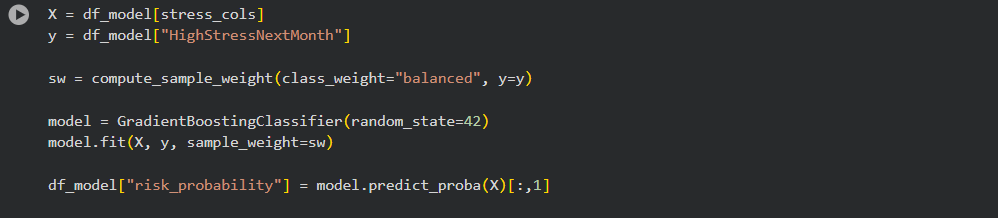 X = df_model[stress_cols]
y = df_model["HighStressNextMonth"]
sw = compute_sample_weight(class_weight="balanced", y=y)
model = GradientBoostingClassifier(random_state=42)
model.fit(X, y, sample_weight=sw)
df_model["risk_probability"] = model.predict_proba(X)[:,1]